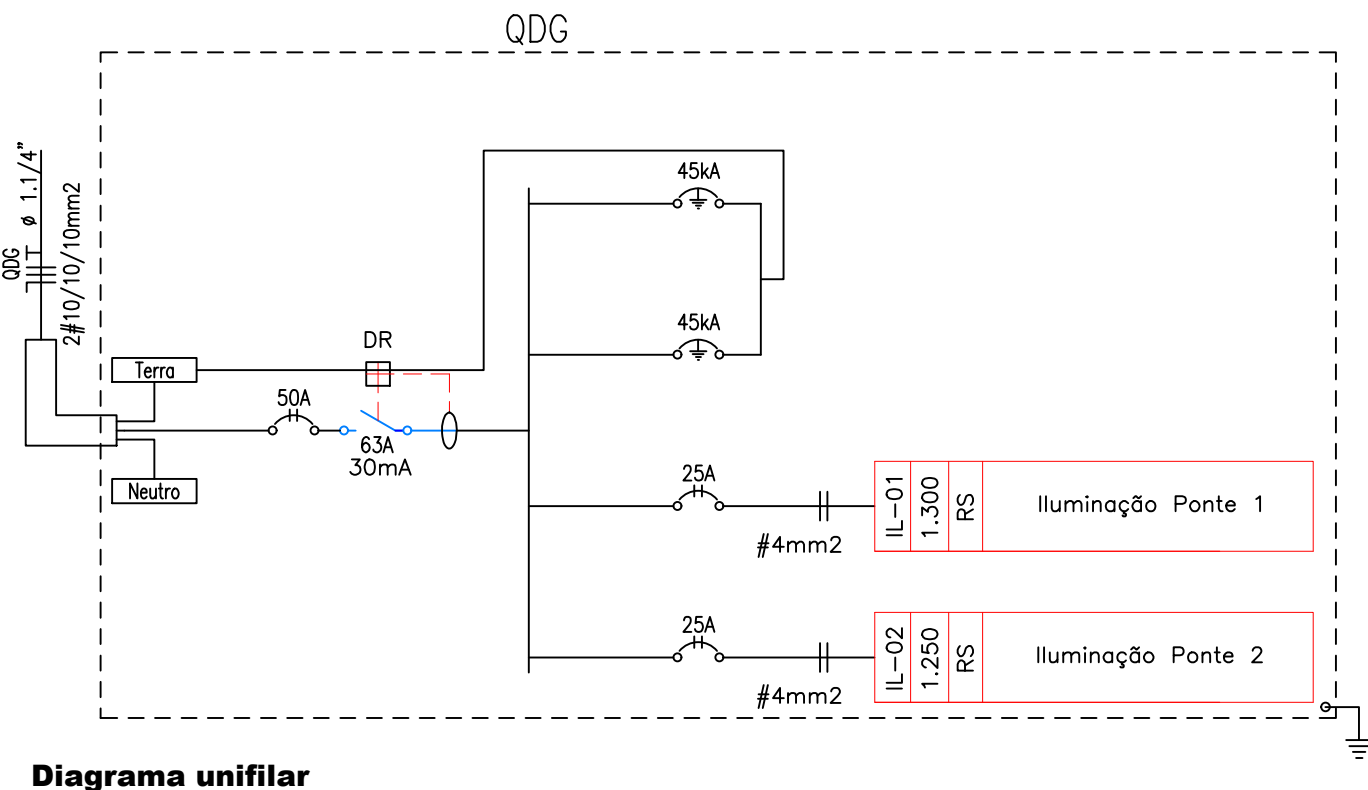 QDG
QDG
ø 1.1/4"
2#10/10/10mm2
45kA
45kA
Terra
DR
50A
63A
30mA
Neutro
25A
#4mm2
IL-01
1.300
RS
Iluminação Ponte 1
25A
#4mm2
IL-02
1.250
RS
Iluminação Ponte 2
Diagrama unifilar